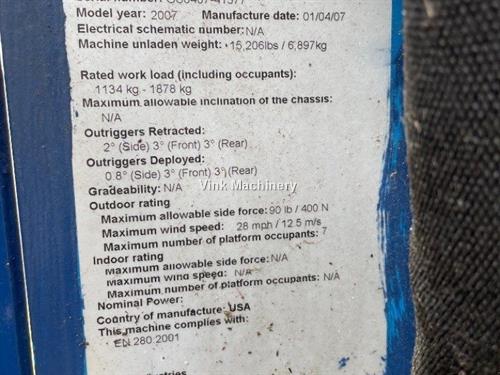 Model year: 2007 Manufacture date: 01/04/07
Electrical schematic number: N/A
Machine unladen weight: 15,206lbs / 6,897kg
Rated work load (including occupants):
1134 kg - 1878 kg
Maximum allowable inclination of the chassis:
N/A
Outriggers Retracted:
2° (Side) 3° (Front) 3° (Rear)
Outriggers Deployed:
0.8° (Side) 3° (Front) 3° (Rear)
Gradeability: N/A
Vink Machinery
Outdoor rating
Maximum allowable side force: 90 lb / 400 N
Maximum wind speed: 28 mph / 12.5 m/s
Maximum number of platform occupants: 7
Indoor rating
Maximum allowable side force: N/A
Maximum wind speed: N/A
Maximum number of platform occupants: N/A
Nominal Power:
Country of manufacture: USA
This machine complies with:
EN 280:2001